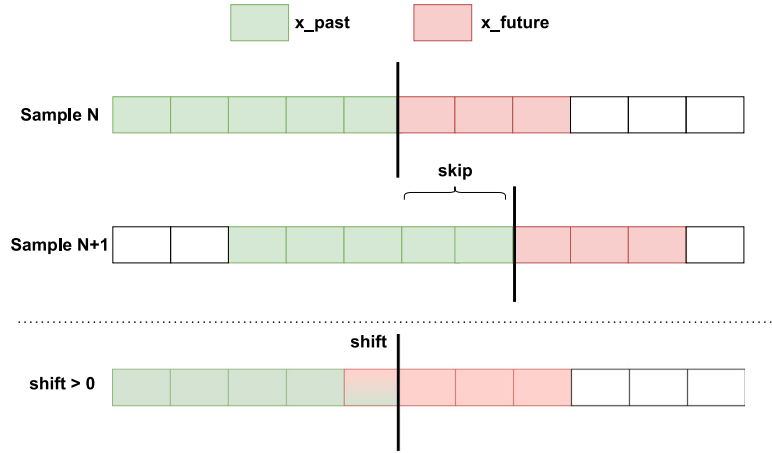 x_past
x_future
Sample N
skip
Sample N+1
shift
shift > 0